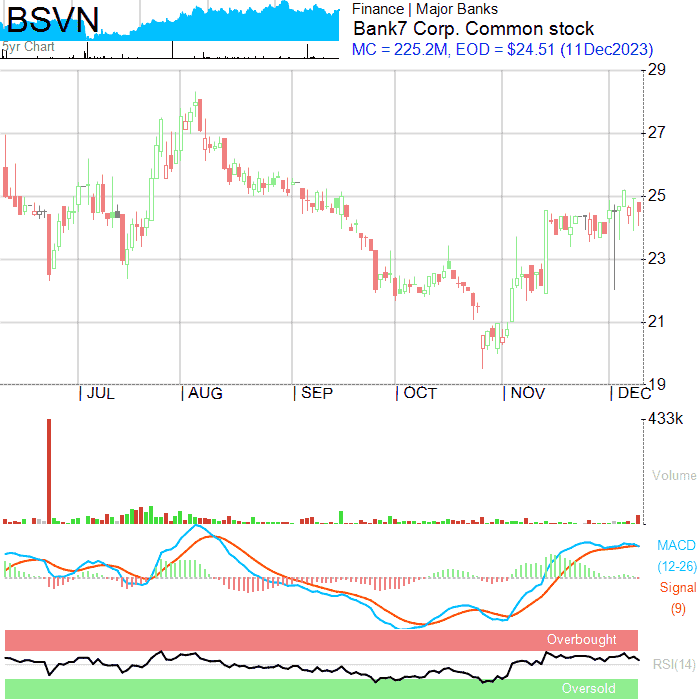 BSVN
5yr Chart
Finance | Major Banks
Bank7 Corp. Common stock
MC = 225.2M, EOD = $24.51 (11Dec2023)
29
27
25
23
21
19
| JUL | AUG | SEP | OCT | NOV | DEC
433k
Volume
MACD
(12-26)
Signal
(9)
Overbought
RSI(14)
Oversold